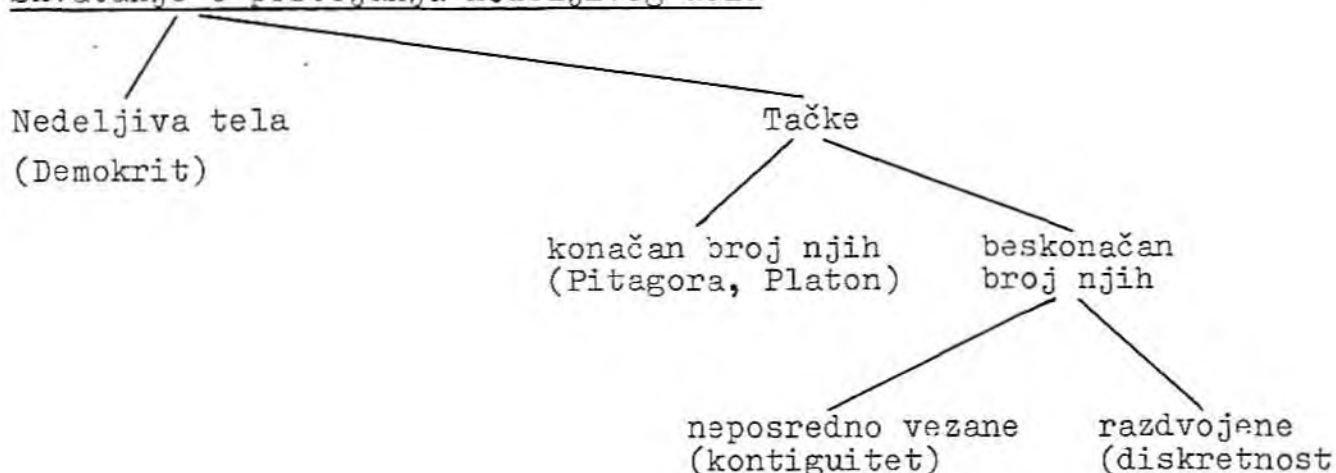 Shvatanje o postojanju nedeljivog
Nedeljiva tela
(Demokrit)
Tačke
konačan broj njih
(Pitagora, Platon)
beskonačan
broj njih
neposredno vezane
(kontiguitet)
razdvojene
(diskretnost